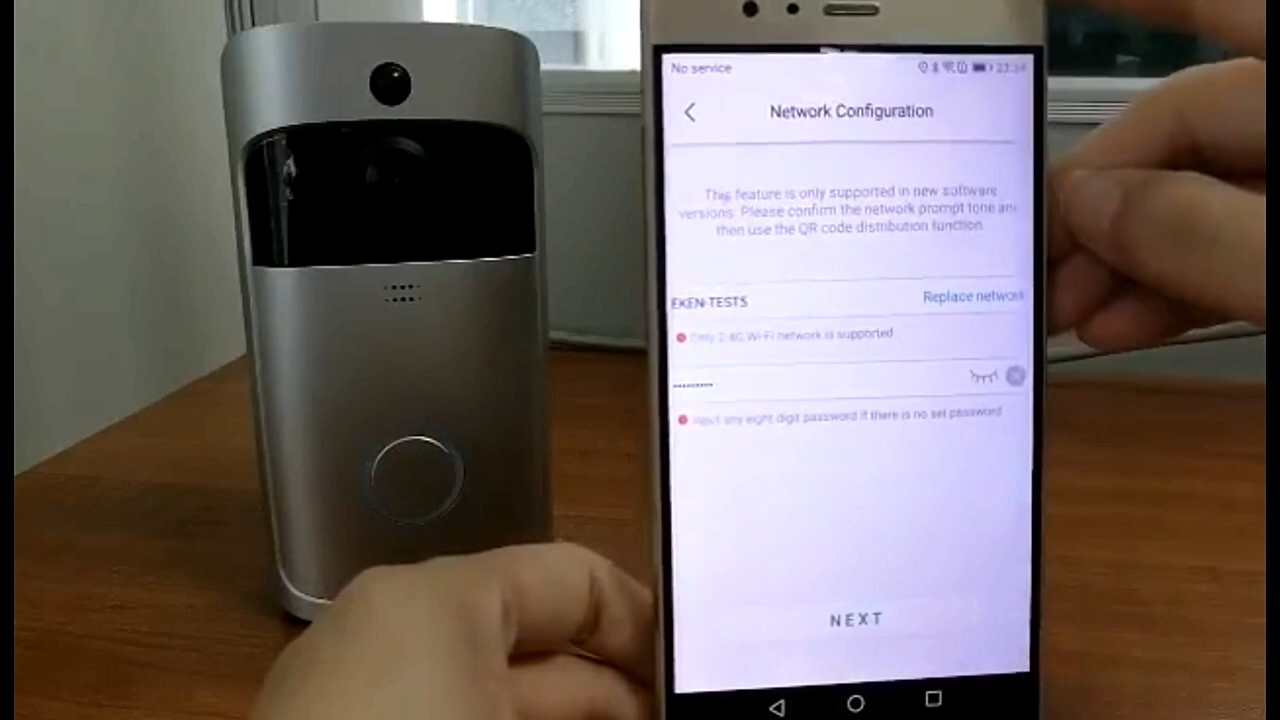 No service
Network Configuration
This feature is only supported in new software
versions. Please confirm the network prompt tone an
then use the QR code distribution function
EKEN-TESTS
Replace network
Only 2.4G Wi-Fi network is supported
Input any eight digit password if there is no set password
NEXT